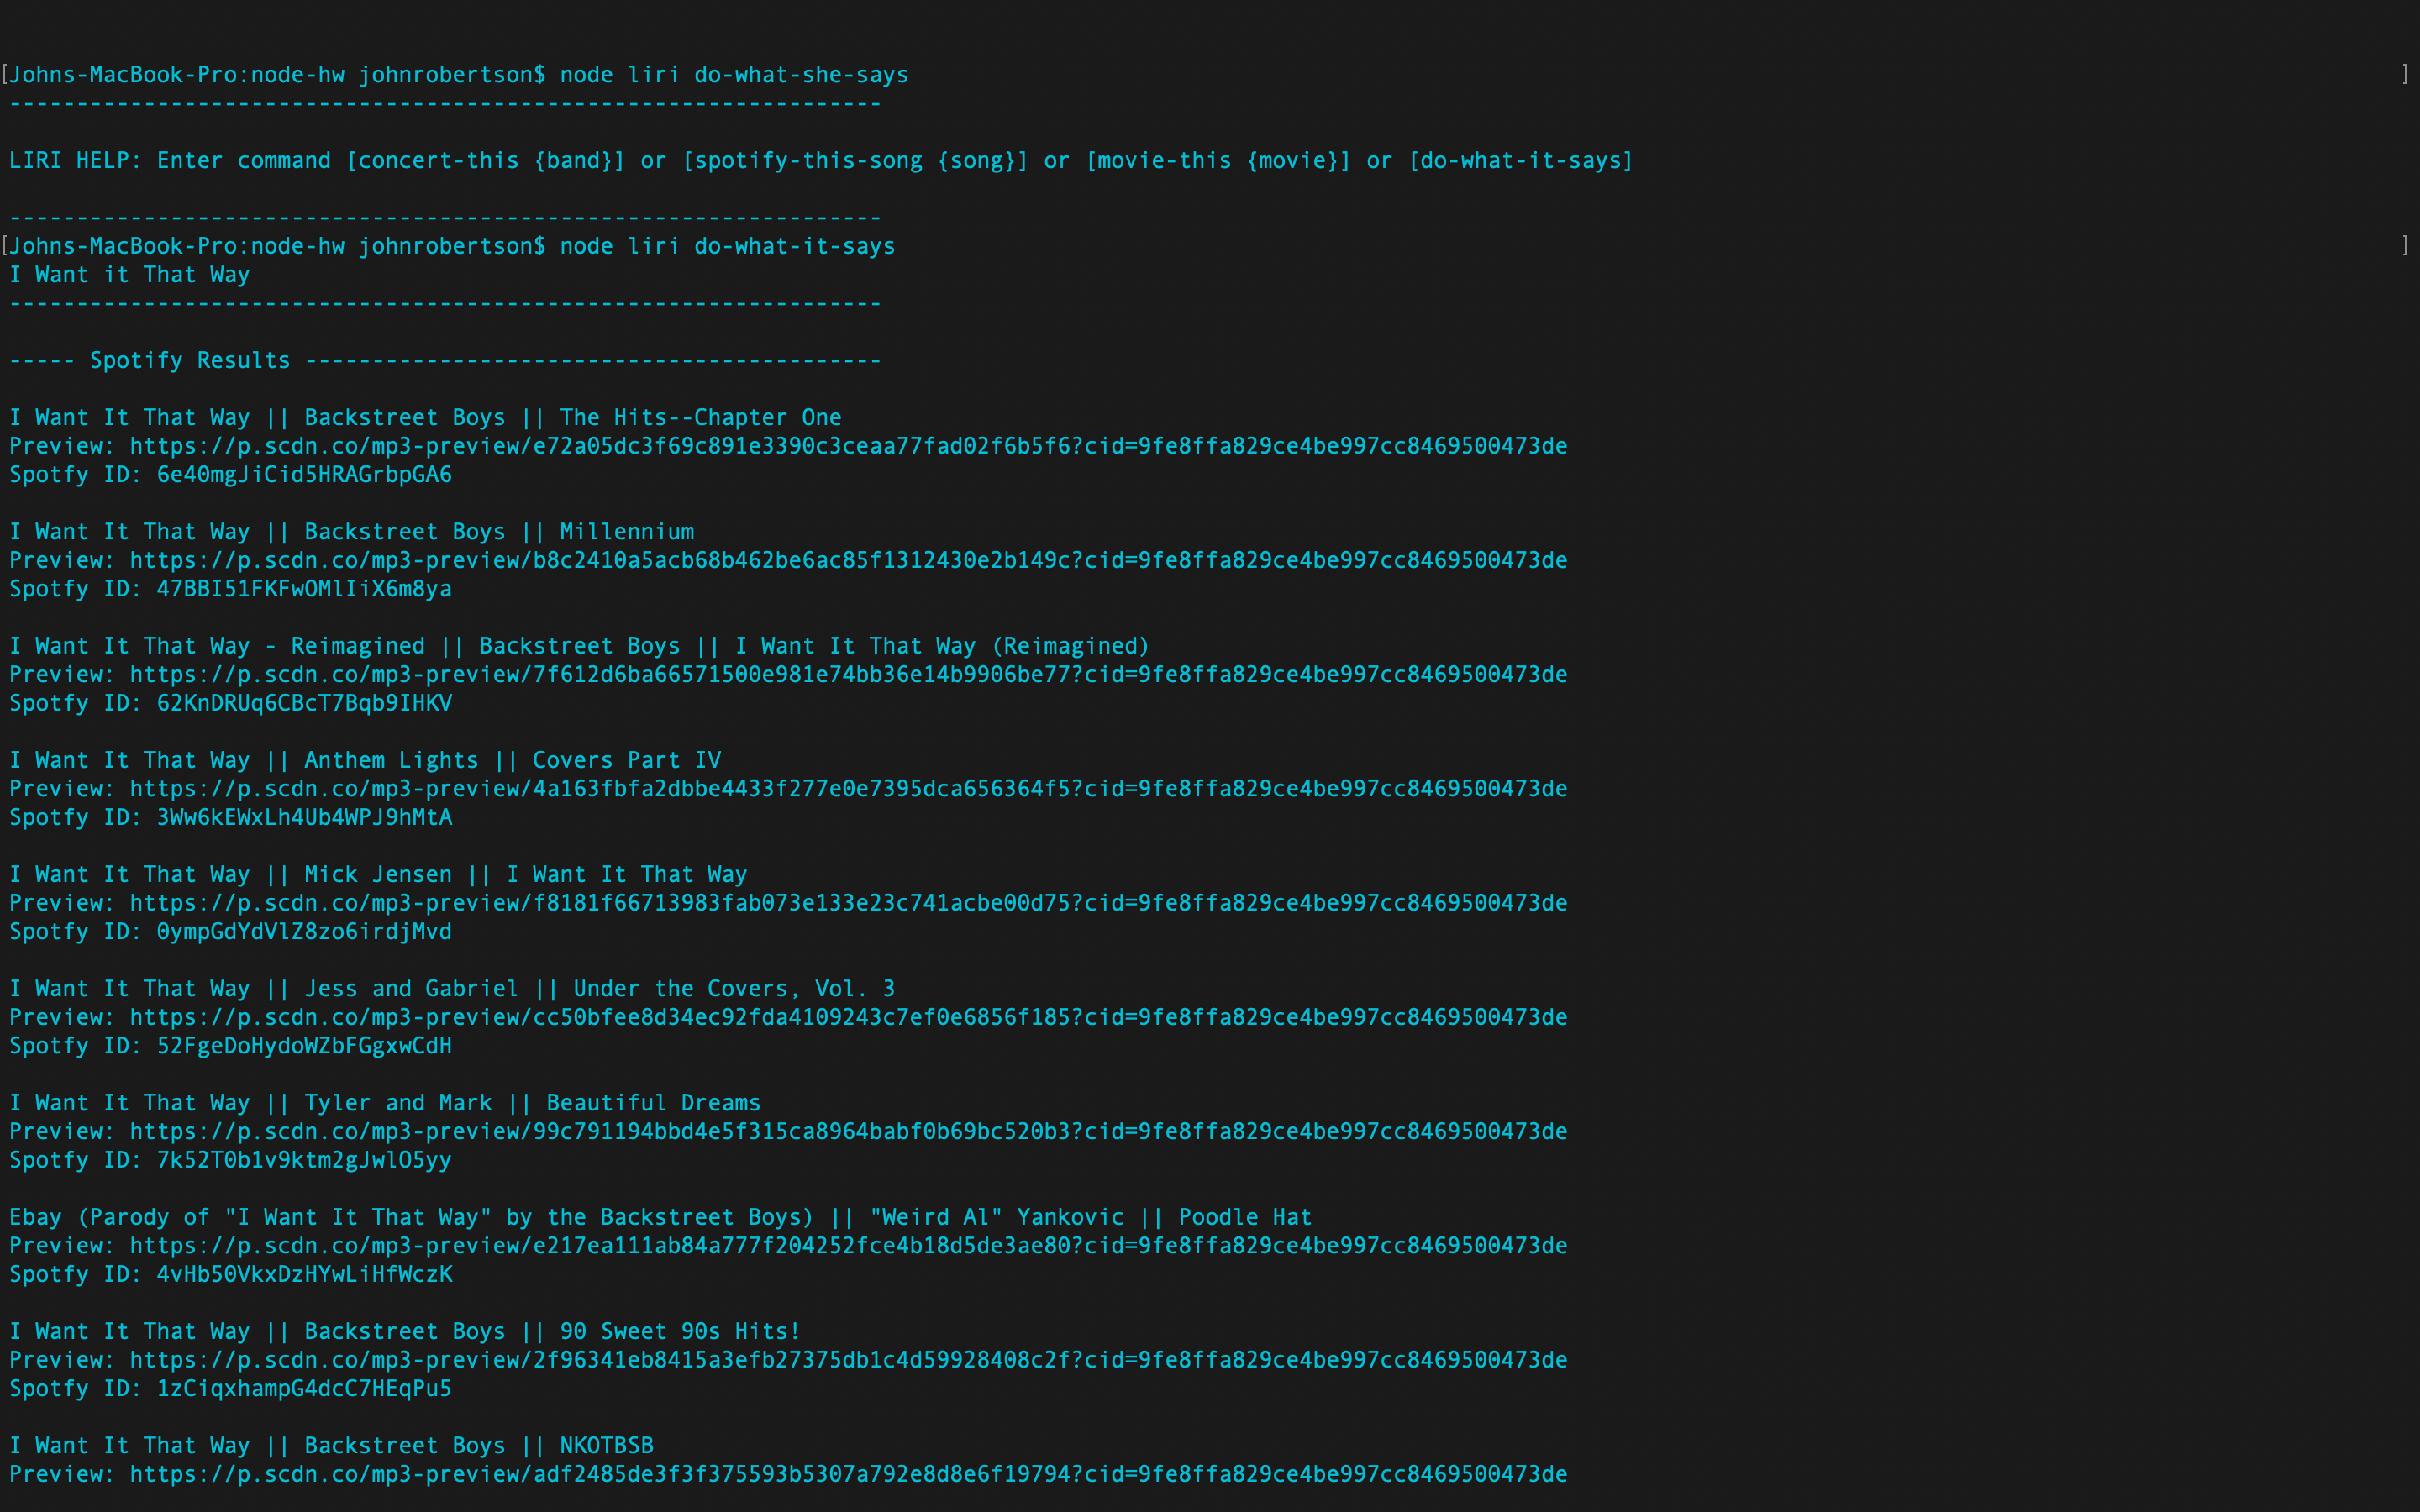 [Johns-MacBook-Pro:node-hw johnrobertson$ node liri do-what-she-says ]
-----------------------------------------------------------------
LIRI HELP: Enter command [concert-this {band}] or [spotify-this-song {song}] or [movie-this {movie}] or [do-what-it-says]
-----------------------------------------------------------------
[Johns-MacBook-Pro:node-hw johnrobertson$ node liri do-what-it-says ]
I Want it That Way
-----------------------------------------------------------------
----- Spotify Results -------------------------------------------
I Want It That Way || Backstreet Boys || The Hits--Chapter One
Preview: https://p.scdn.co/mp3-preview/e72a05dc3f69c891e3390c3ceaa77fad02f6b5f6?cid=9fe8ffa829ce4be997cc8469500473de
Spotfy ID: 6e40mgJiCid5HRAGrbpGA6
I Want It That Way || Backstreet Boys || Millennium
Preview: https://p.scdn.co/mp3-preview/b8c2410a5acb68b462be6ac85f1312430e2b149c?cid=9fe8ffa829ce4be997cc8469500473de
Spotfy ID: 47BBI51FKFwOMlIiX6m8ya
I Want It That Way - Reimagined || Backstreet Boys || I Want It That Way (Reimagined)
Preview: https://p.scdn.co/mp3-preview/7f612d6ba66571500e981e74bb36e14b9906be77?cid=9fe8ffa829ce4be997cc8469500473de
Spotfy ID: 62KnDRUq6CBcT7Bqb9IHKV
I Want It That Way || Anthem Lights || Covers Part IV
Preview: https://p.scdn.co/mp3-preview/4a163fbfa2dbbe4433f277e0e7395dca656364f5?cid=9fe8ffa829ce4be997cc8469500473de
Spotfy ID: 3Ww6kEWxLh4Ub4WPJ9hMtA
I Want It That Way || Mick Jensen || I Want It That Way
Preview: https://p.scdn.co/mp3-preview/f8181f66713983fab073e133e23c741acbe00d75?cid=9fe8ffa829ce4be997cc8469500473de
Spotfy ID: 0ympGdYdVlZ8zo6irdjMvd
I Want It That Way || Jess and Gabriel || Under the Covers, Vol. 3
Preview: https://p.scdn.co/mp3-preview/cc50bfee8d34ec92fda4109243c7ef0e6856f185?cid=9fe8ffa829ce4be997cc8469500473de
Spotfy ID: 52FgeDoHydoWZbFGgxwCdH
I Want It That Way || Tyler and Mark || Beautiful Dreams
Preview: https://p.scdn.co/mp3-preview/99c791194bbd4e5f315ca8964babf0b69bc520b3?cid=9fe8ffa829ce4be997cc8469500473de
Spotfy ID: 7k52T0b1v9ktm2gJwlO5yy
Ebay (Parody of "I Want It That Way" by the Backstreet Boys) || "Weird Al" Yankovic || Poodle Hat
Preview: https://p.scdn.co/mp3-preview/e217ea111ab84a777f204252fce4b18d5de3ae80?cid=9fe8ffa829ce4be997cc8469500473de
Spotfy ID: 4vHb50VkxDzHYwLiHfWczK
I Want It That Way || Backstreet Boys || 90 Sweet 90s Hits!
Preview: https://p.scdn.co/mp3-preview/2f96341eb8415a3efb27375db1c4d59928408c2f?cid=9fe8ffa829ce4be997cc8469500473de
Spotfy ID: 1zCiqxhampG4dcC7HEqPu5
I Want It That Way || Backstreet Boys || NKOTBSB
Preview: https://p.scdn.co/mp3-preview/adf2485de3f3f375593b5307a792e8d8e6f19794?cid=9fe8ffa829ce4be997cc8469500473de